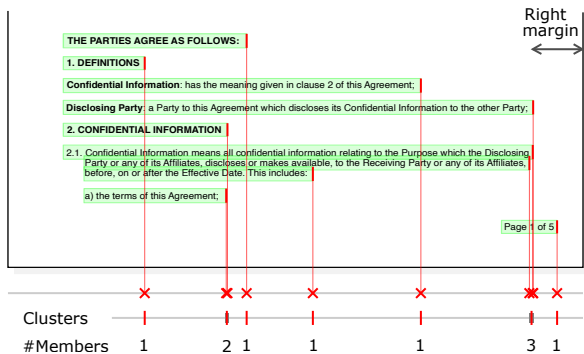 Right
margin
THE PARTIES AGREE AS FOLLOWS:
1. DEFINITIONS
Confidential Information: has the meaning given in clause 2 of this Agreement;
Disclosing Party: a Party to this Agreement which discloses its Confidential Information to the other Party;
2. CONFIDENTIAL INFORMATION
2.1. Confidential Information means all confidential information relating to the Purpose which the Disclosing
Party or any of its Affiliates, discloses or makes available, to the Receiving Party or any of its Affiliates,
before, on or after the Effective Date. This includes:
a) the terms of this Agreement;
Page 1 of 5
Clusters
#Members 1 2 1 1 1 3 1